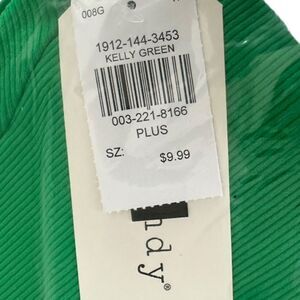 008G
1912-144-3453
KELLY GREEN
003-221-8166
PLUS
SZ:
$9.99
ndy®